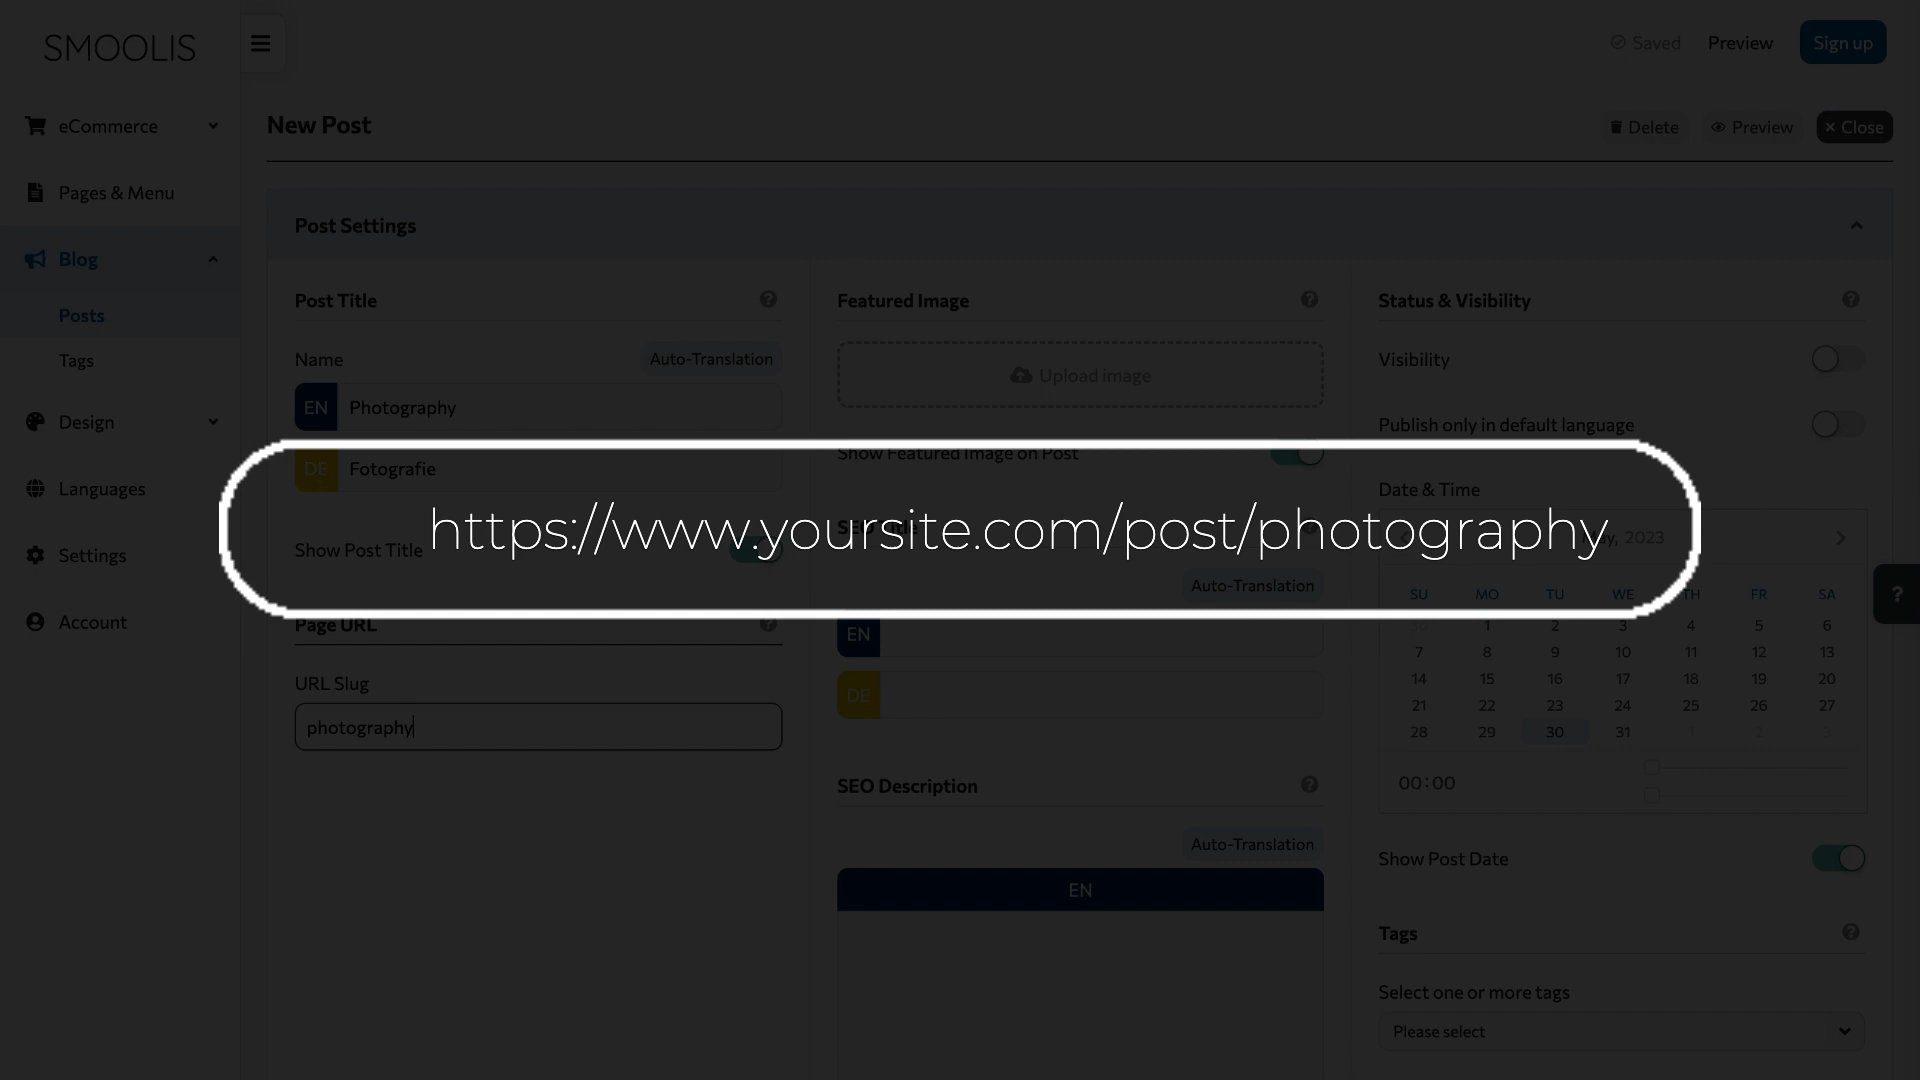 SMOOLIS
Saved
Preview
Sign up
eCommerce
Pages & Menu
Blog
Posts
Tags
Design
Languages
Settings
Account
New Post
Delete
Preview
× Close
Post Settings
Post Title
?
Name
Auto-Translation
EN
Photography
DE
Fotografie
Show Post Title
Page URL
?
URL Slug
photography
Featured Image
?
Upload image
Show Featured Image on Post
https://www.yoursite.com/post/photography
Auto-Translation
EN
DE
SEO Description
?
Auto-Translation
EN
Status & Visibility
?
Visibility
Publish only in default language
Date & Time
2023
SU MO TU WE TH FR SA
1 2 3 4 5 6
7 8 9 10 11 12 13
14 15 16 17 18 19 20
21 22 23 24 25 26 27
28 29 30 31 1 2 3
00:00
Show Post Date
Tags
?
Select one or more tags
Please select
?